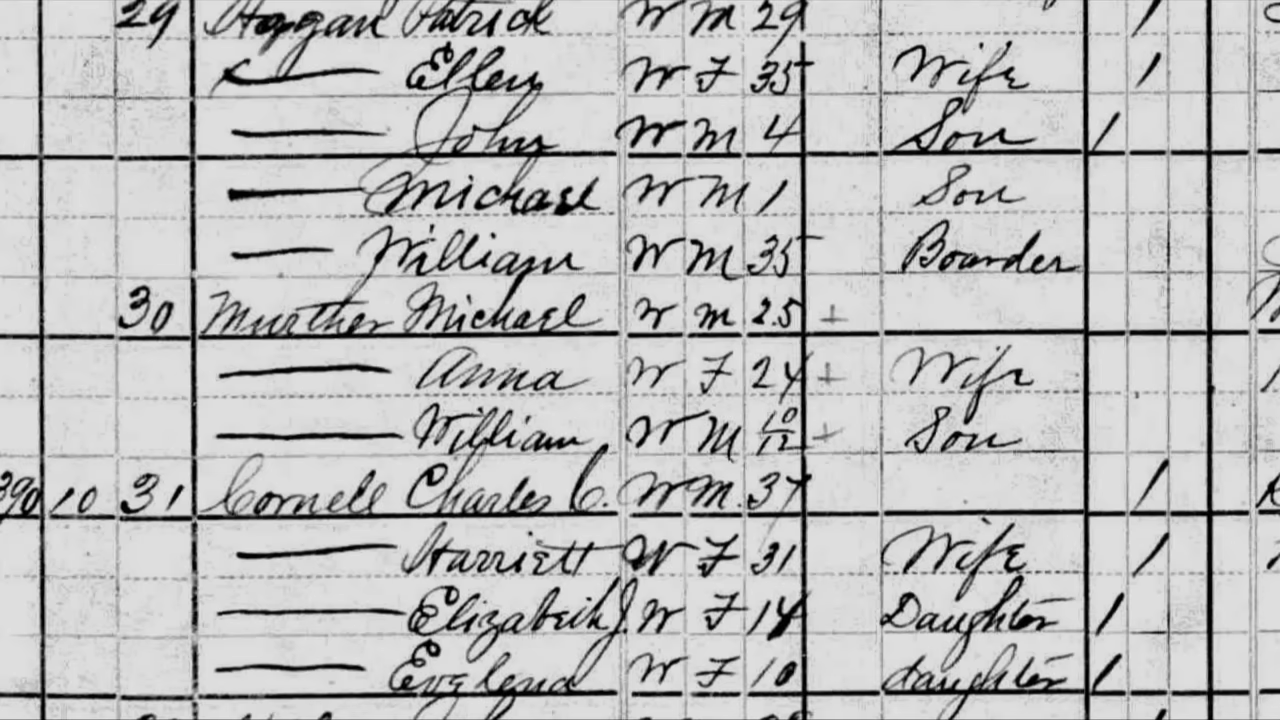 29 Hagan Patrick W M 29 1
— Ellen W F 35 Wife 1
— John W M 4 Son 1
— Michael W M 1 Son
— William W M 35 Boarder
30 Murther Michael W M 25 +
— Anna W F 24 + Wife
— William W M 10/12 + Son
390 10 31 Cornell Charles C. W M 37 1
— Harriett W F 31 Wife 1
— Elizabeth J. W F 14 Daughter 1
— Evelena W F 10 daughter 1